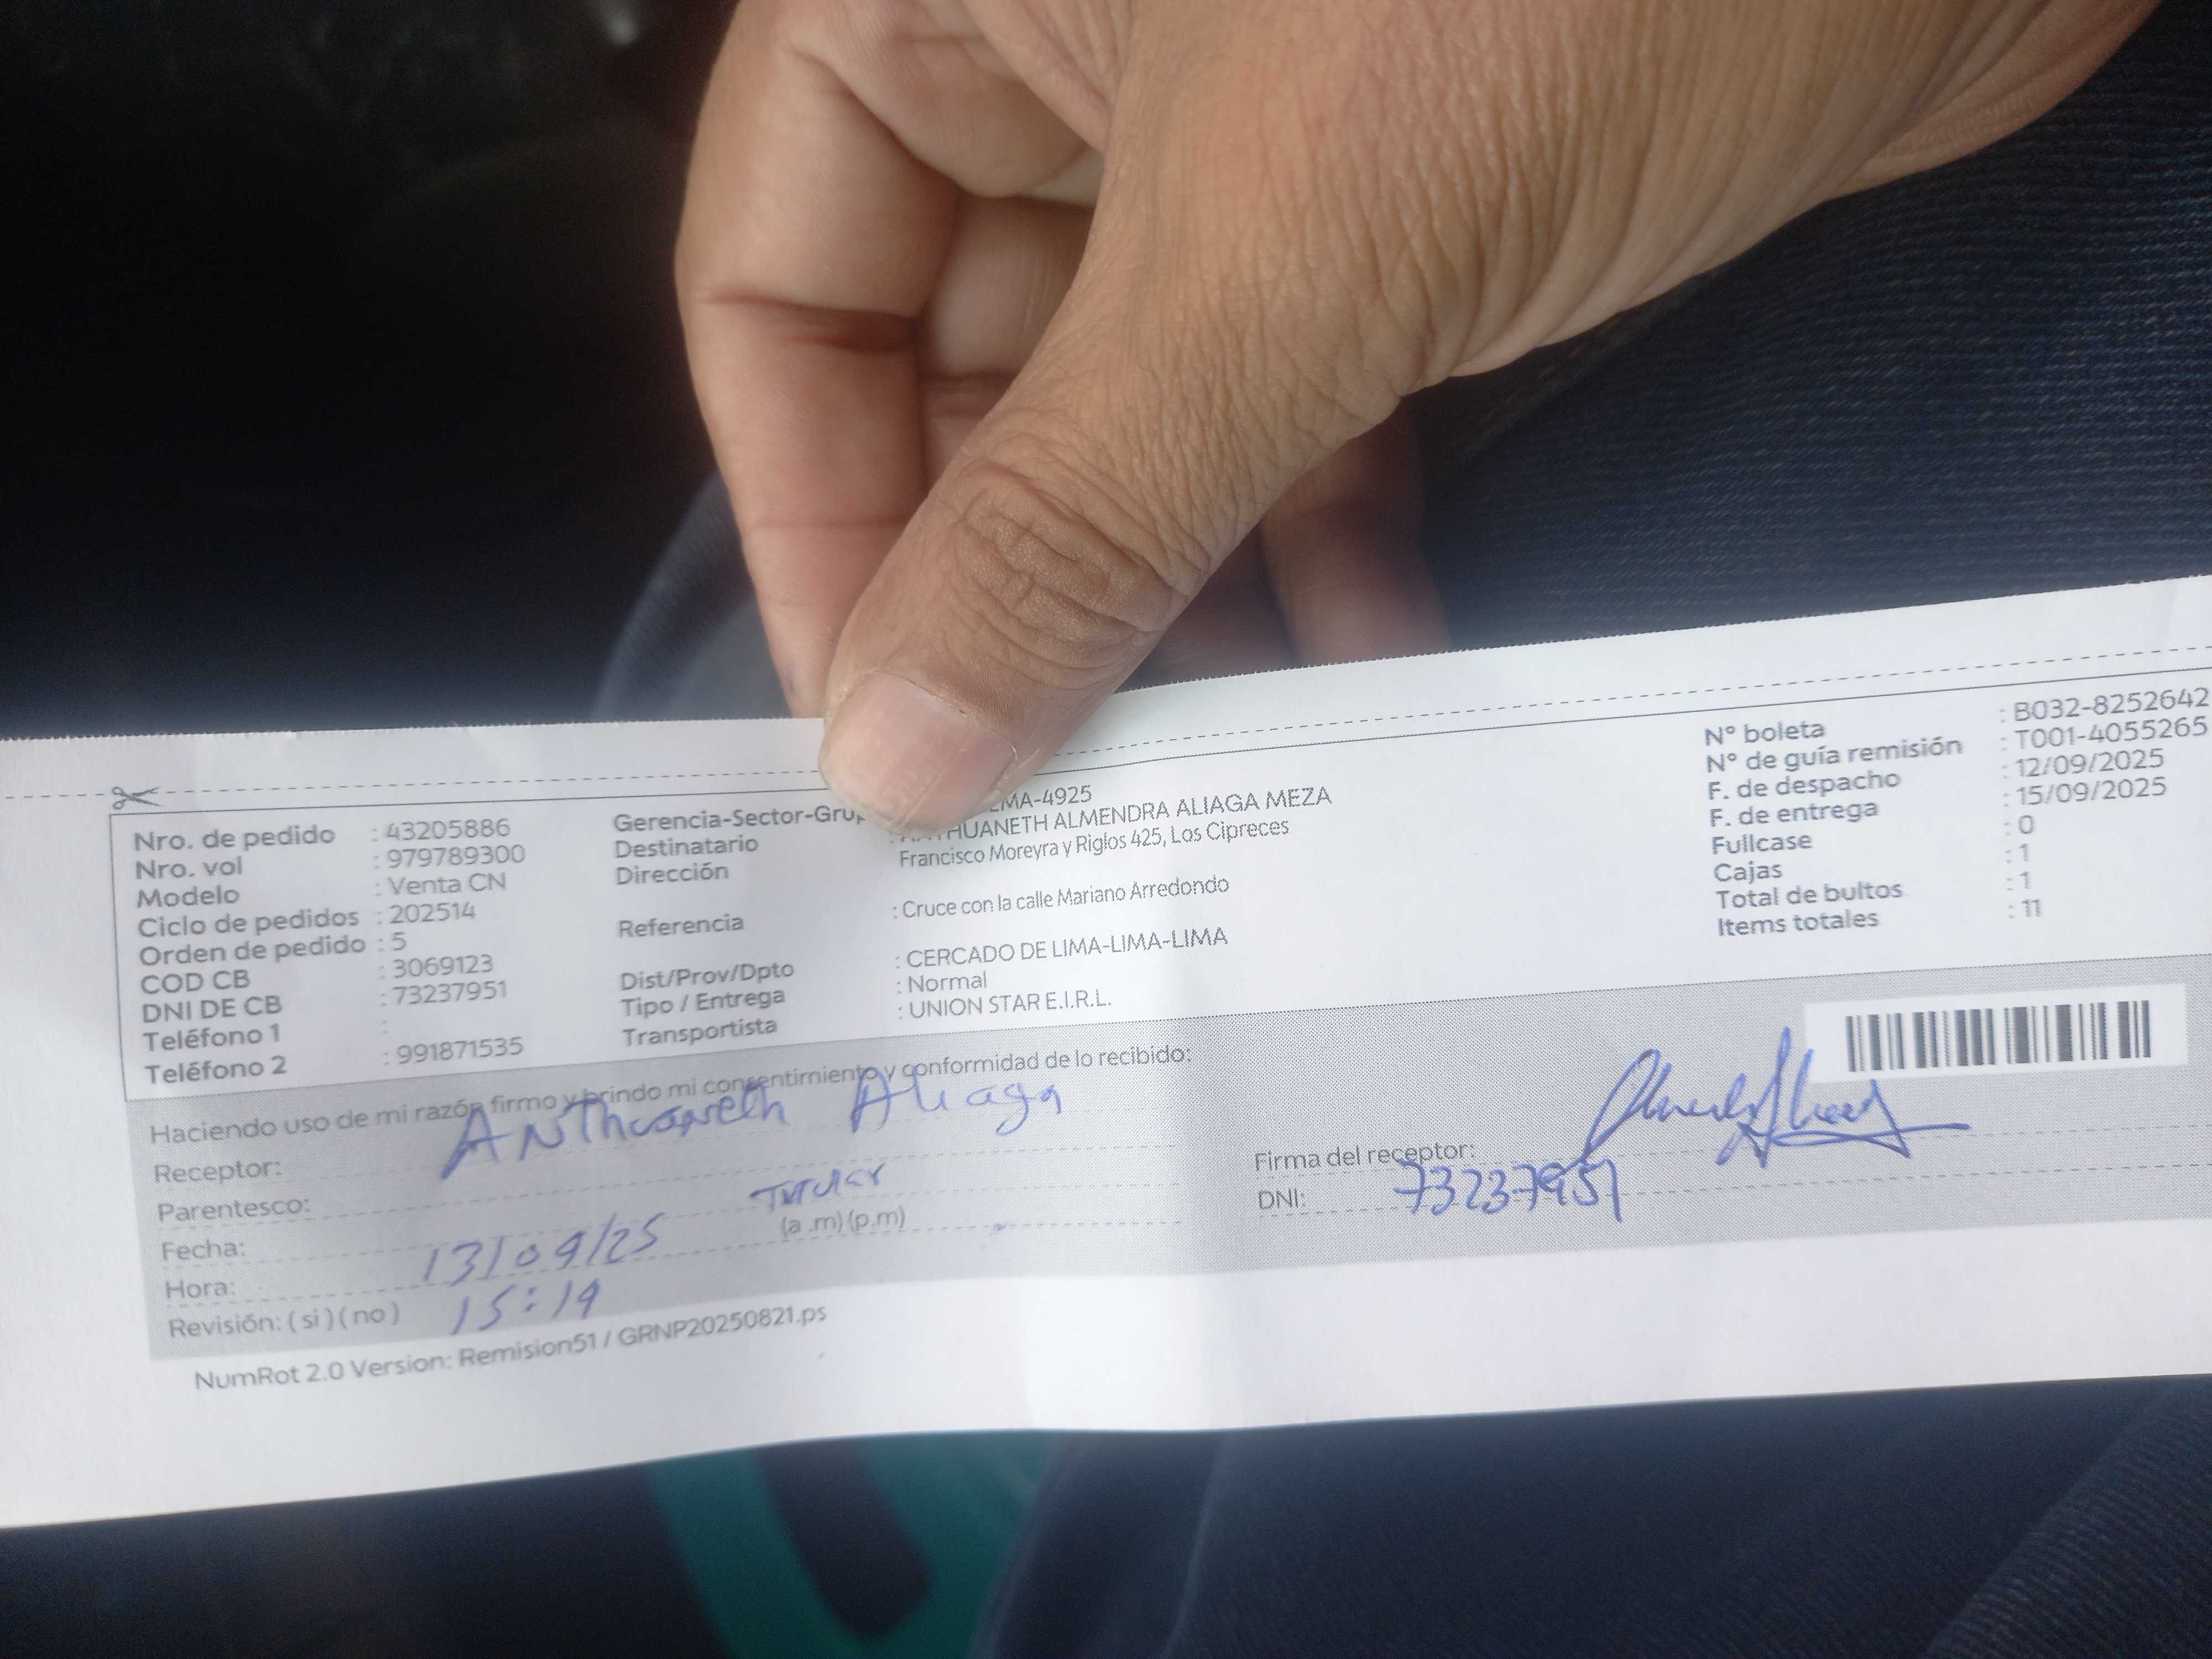 Nro. de pedido : 43205886
Nro. vol : 979789300
Modelo : Venta CN
Ciclo de pedidos : 202514
Orden de pedido : 5
COD CB : 3069123
DNI DE CB : 73237951
Teléfono 1 :
Teléfono 2 : 991871535
Gerencia-Sector-Gru MA-4925
Destinatario : HUANETH ALMENDRA ALIAGA MEZA
Dirección Francisco Moreyra y Riglos 425, Los Cipreces
Referencia : Cruce con la calle Mariano Arredondo
Dist/Prov/Dpto : CERCADO DE LIMA-LIMA-LIMA
Tipo / Entrega : Normal
Transportista : UNION STAR E.I.R.L.
N° boleta : B032-8252642
N° de guía remisión : T001-4055265
F. de despacho : 12/09/2025
F. de entrega : 15/09/2025
Fullcase : 0
Cajas : 1
Total de bultos : 1
Items totales : 11
Haciendo uso de mi razón firmo y brindo mi consentimiento y conformidad de lo recibido:
Receptor: ANThuaneth Aliaga
Parentesco: Titular
Fecha: 13/09/25 (a .m) (p.m)
Hora: 15:19
Revisión: ( si ) ( no )
Firma del receptor:
DNI: 73237951
NumRot 2.0 Version: Remision51 / GRNP20250821.ps